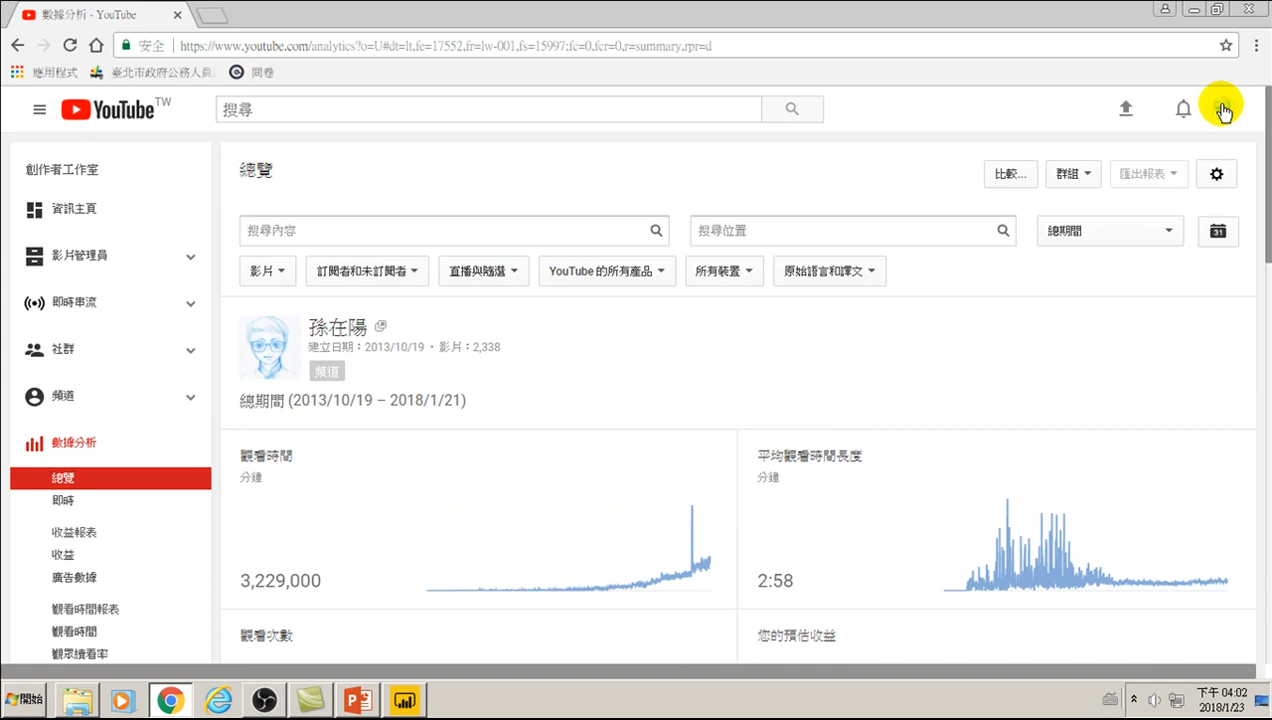 數據分析 - YouTube
安全 https://www.youtube.com/analytics?o=U#dt=lt,fe=17552,fr=lw-001,fs=15997;fc=0,fcr=0,r=summary,rpr=d
應用程式 臺北市政府公務人員 問卷
YouTube TW
搜尋
創作者工作室
資訊主頁
影片管理員
即時串流
社群
頻道
數據分析
總覽
即時
收益報表
收益
廣告數據
觀看時間報表
觀看時間
觀眾續看率
總覽
比較... 群組 匯出報表
搜尋內容 搜尋位置 總期間 31
影片 訂閱者和未訂閱者 直播與隨選 YouTube 的所有產品 所有裝置 原始語言和譯文
孫在陽
建立日期：2013/10/19 • 影片：2,338
頻道
總期間 (2013/10/19 – 2018/1/21)
觀看時間
分鐘
3,229,000
平均觀看時間長度
分鐘
2:58
觀看次數
您的預估收益
開始
下午 04:02
2018/1/23